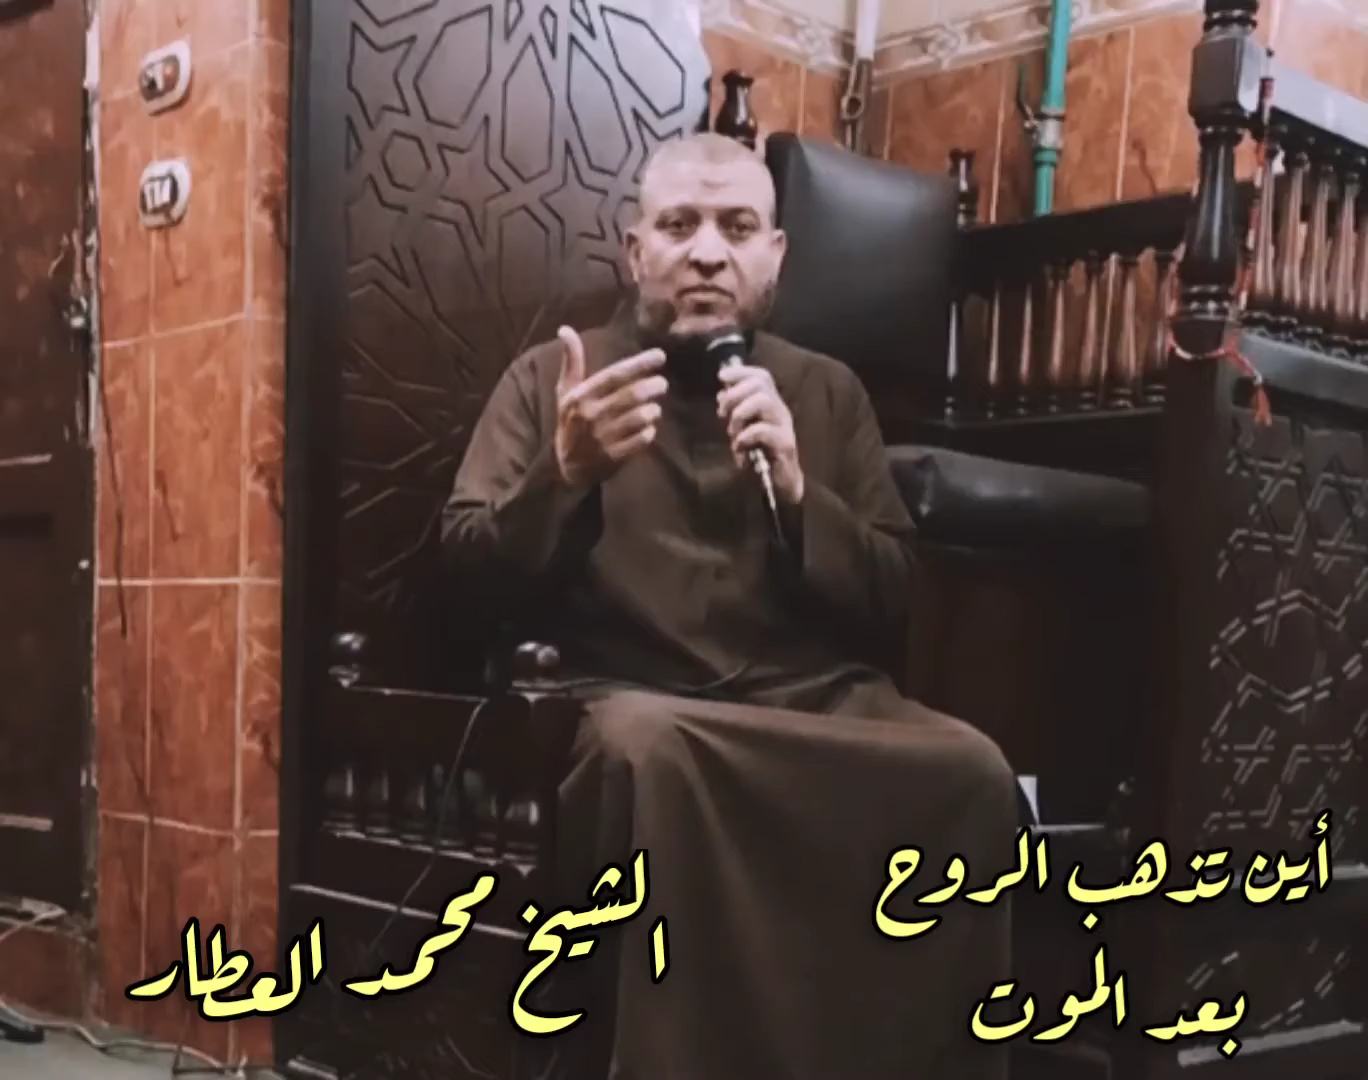 أين تذهب الروح
بعد الموت
الشيخ محمد العطار